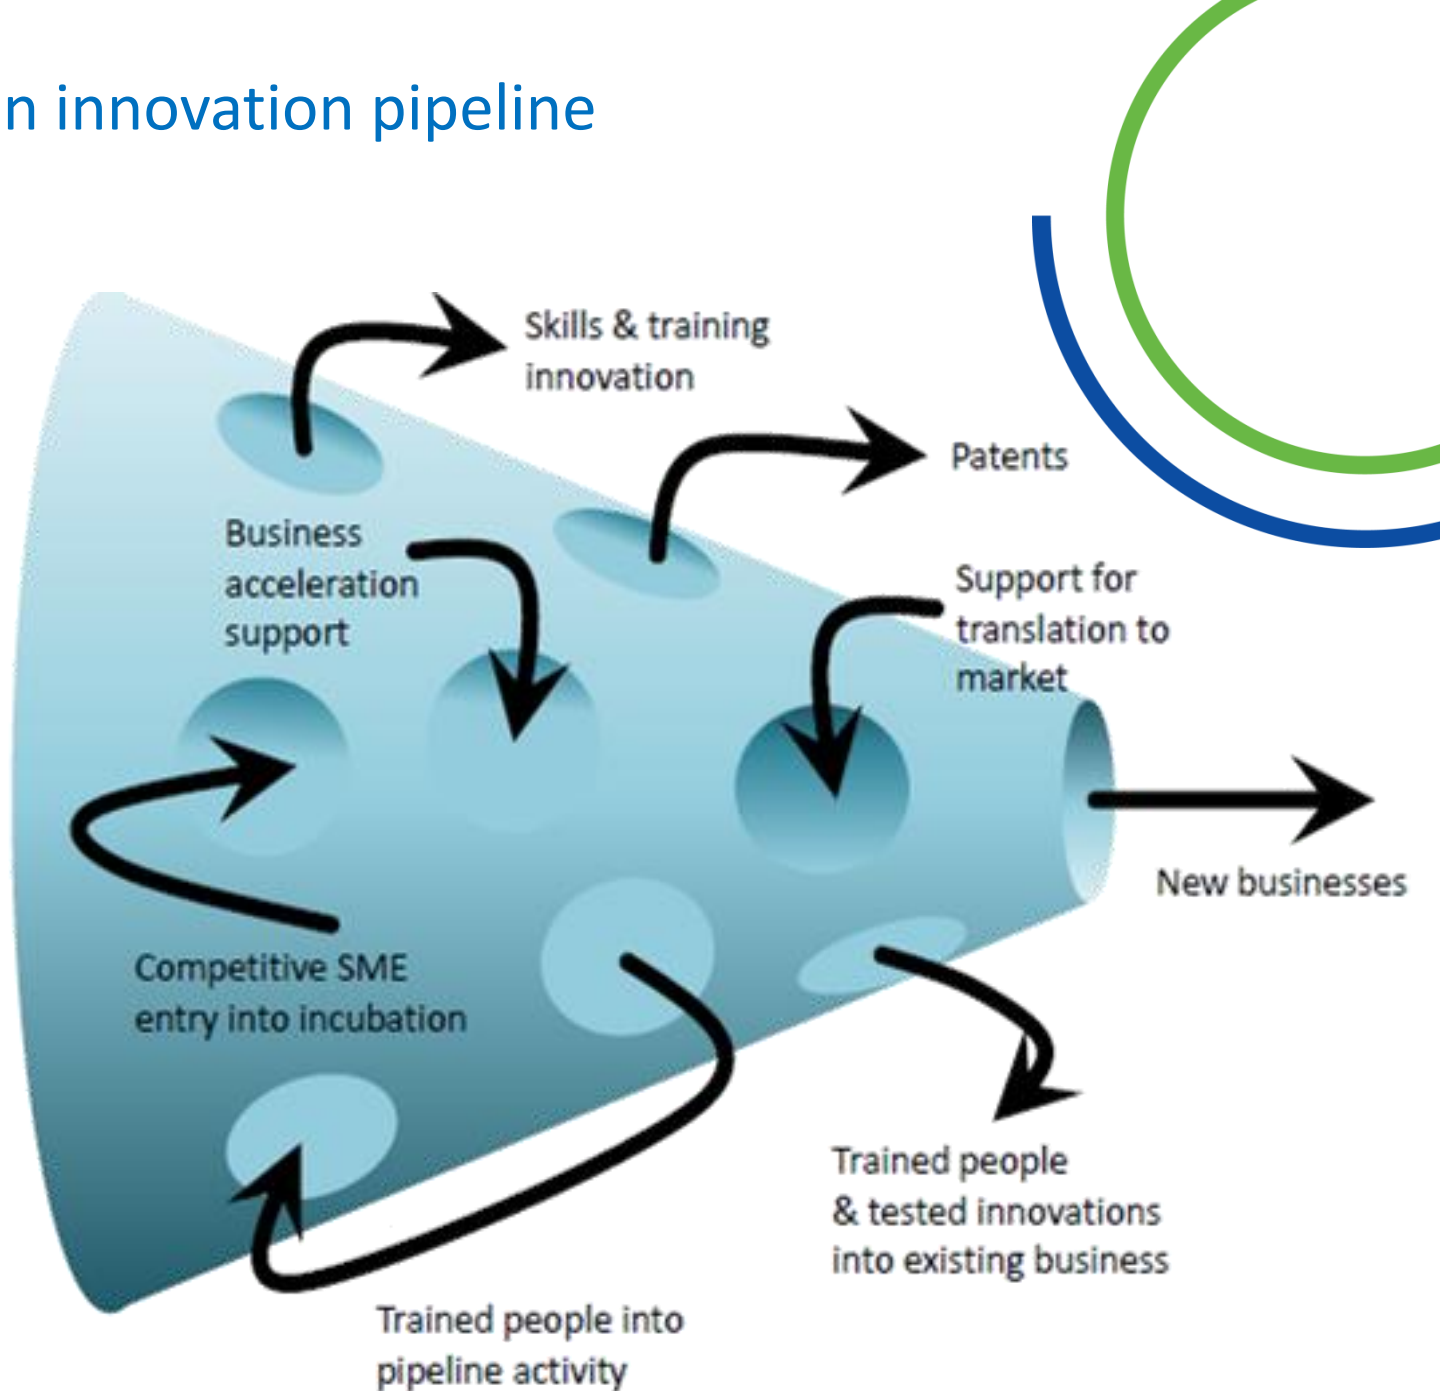 n innovation pipeline
Skills & training
innovation
Patents
Business
acceleration
support
Support for
translation to
market
New businesses
Competitive SME
entry into incubation
Trained people
& tested innovations
into existing business
Trained people into
pipeline activity